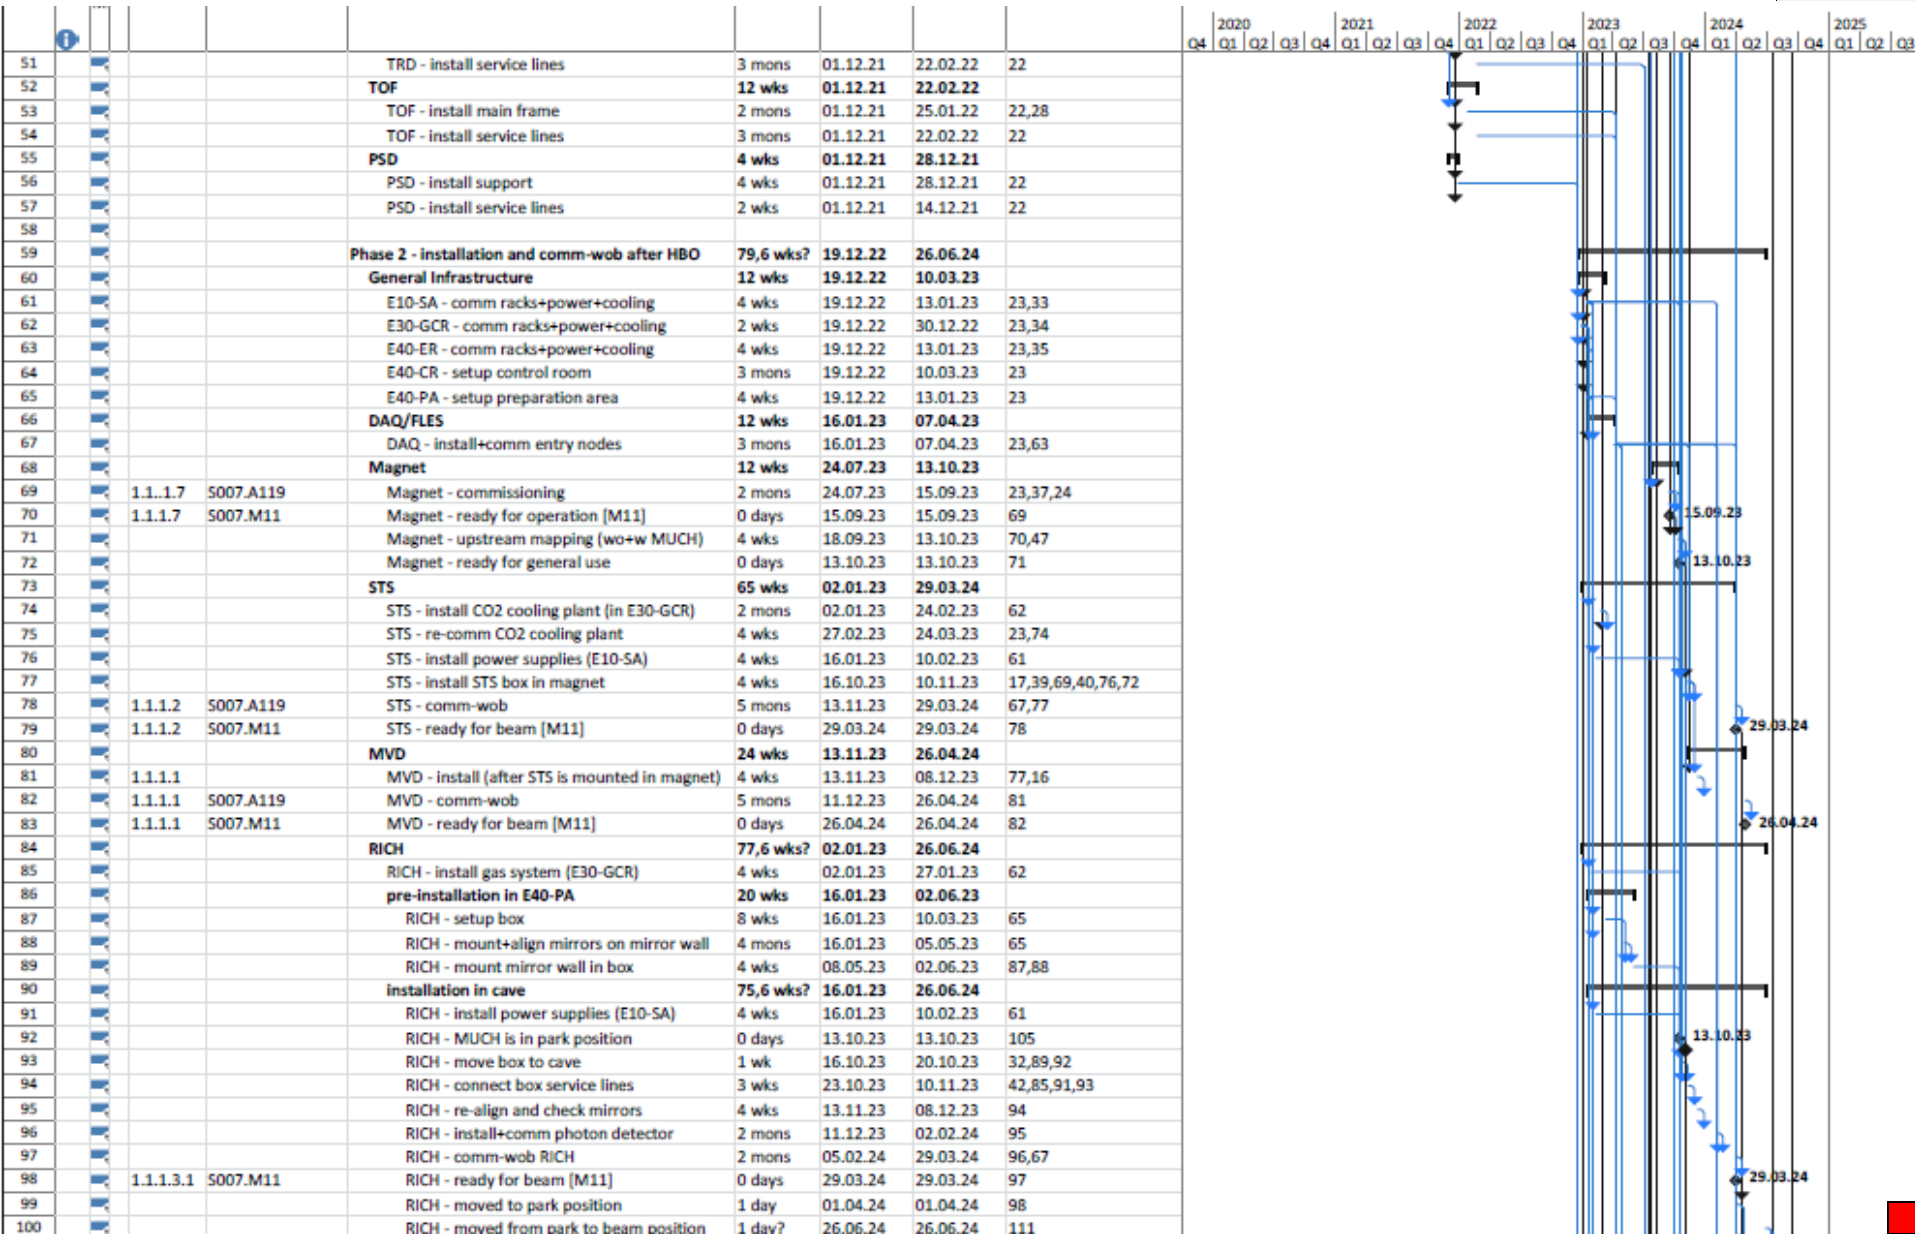 2020 2021 2022 2023 2024 2025
Q4 Q1 Q2 Q3 Q4 Q1 Q2 Q3 Q4 Q1 Q2 Q3 Q4 Q1 Q2 Q3 Q4 Q1 Q2 Q3 Q4 Q1 Q2 Q3
51 TRD - install service lines 3 mons 01.12.21 22.02.22 22
52 TOF 12 wks 01.12.21 22.02.22
53 TOF - install main frame 2 mons 01.12.21 25.01.22 22,28
54 TOF - install service lines 3 mons 01.12.21 22.02.22 22
55 PSD 4 wks 01.12.21 28.12.21
56 PSD - install support 4 wks 01.12.21 28.12.21 22
57 PSD - install service lines 2 wks 01.12.21 14.12.21 22
58
59 Phase 2 - installation and comm-wob after HBO 79,6 wks? 19.12.22 26.06.24
60 General Infrastructure 12 wks 19.12.22 10.03.23
61 E10-SA - comm racks+power+cooling 4 wks 19.12.22 13.01.23 23,33
62 E30-GCR - comm racks+power+cooling 2 wks 19.12.22 30.12.22 23,34
63 E40-ER - comm racks+power+cooling 4 wks 19.12.22 13.01.23 23,35
64 E40-CR - setup control room 3 mons 19.12.22 10.03.23 23
65 E40-PA - setup preparation area 4 wks 19.12.22 13.01.23 23
66 DAQ/FLES 12 wks 16.01.23 07.04.23
67 DAQ - install+comm entry nodes 3 mons 16.01.23 07.04.23 23,63
68 Magnet 12 wks 24.07.23 13.10.23
69 1.1..1.7 S007.A119 Magnet - commissioning 2 mons 24.07.23 15.09.23 23,37,24
70 1.1.1.7 S007.M11 Magnet - ready for operation [M11] 0 days 15.09.23 15.09.23 69 15.09.23
71 Magnet - upstream mapping (wo+w MUCH) 4 wks 18.09.23 13.10.23 70,47
72 Magnet - ready for general use 0 days 13.10.23 13.10.23 71 13.10.23
73 STS 65 wks 02.01.23 29.03.24
74 STS - install CO2 cooling plant (in E30-GCR) 2 mons 02.01.23 24.02.23 62
75 STS - re-comm CO2 cooling plant 4 wks 27.02.23 24.03.23 23,74
76 STS - install power supplies (E10-SA) 4 wks 16.01.23 10.02.23 61
77 STS - install STS box in magnet 4 wks 16.10.23 10.11.23 17,39,69,40,76,72
78 1.1.1.2 S007.A119 STS - comm-wob 5 mons 13.11.23 29.03.24 67,77
79 1.1.1.2 S007.M11 STS - ready for beam [M11] 0 days 29.03.24 29.03.24 78 29.03.24
80 MVD 24 wks 13.11.23 26.04.24
81 1.1.1.1 MVD - install (after STS is mounted in magnet) 4 wks 13.11.23 08.12.23 77,16
82 1.1.1.1 S007.A119 MVD - comm-wob 5 mons 11.12.23 26.04.24 81
83 1.1.1.1 S007.M11 MVD - ready for beam [M11] 0 days 26.04.24 26.04.24 82 26.04.24
84 RICH 77,6 wks? 02.01.23 26.06.24
85 RICH - install gas system (E30-GCR) 4 wks 02.01.23 27.01.23 62
86 pre-installation in E40-PA 20 wks 16.01.23 02.06.23
87 RICH - setup box 8 wks 16.01.23 10.03.23 65
88 RICH - mount+align mirrors on mirror wall 4 mons 16.01.23 05.05.23 65
89 RICH - mount mirror wall in box 4 wks 08.05.23 02.06.23 87,88
90 installation in cave 75,6 wks? 16.01.23 26.06.24
91 RICH - install power supplies (E10-SA) 4 wks 16.01.23 10.02.23 61
92 RICH - MUCH is in park position 0 days 13.10.23 13.10.23 105 13.10.23
93 RICH - move box to cave 1 wk 16.10.23 20.10.23 32,89,92
94 RICH - connect box service lines 3 wks 23.10.23 10.11.23 42,85,91,93
95 RICH - re-align and check mirrors 4 wks 13.11.23 08.12.23 94
96 RICH - install+comm photon detector 2 mons 11.12.23 02.02.24 95
97 RICH - comm-wob RICH 2 mons 05.02.24 29.03.24 96,67
98 1.1.1.3.1 S007.M11 RICH - ready for beam [M11] 0 days 29.03.24 29.03.24 97 29.03.24
99 RICH - moved to park position 1 day 01.04.24 01.04.24 98
100 RICH - moved from park to beam position 1 day? 26.06.24 26.06.24 111